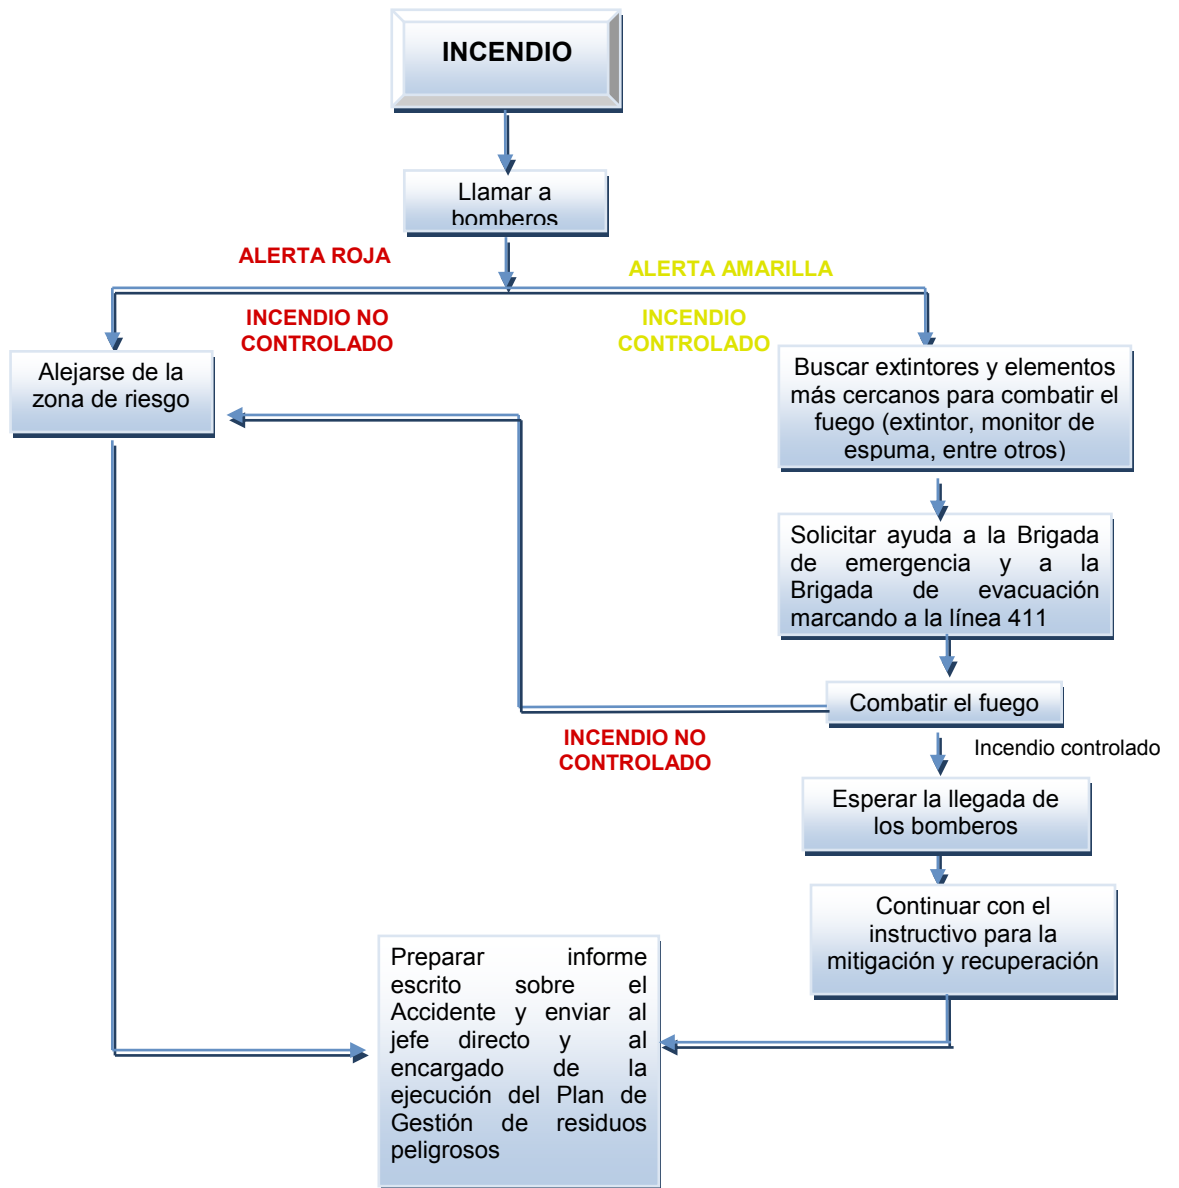 INCENDIO
Llamar a
bomberos
ALERTA ROJA
ALERTA AMARILLA
INCENDIO NO
CONTROLADO
INCENDIO
CONTROLADO
Alejarse de la
zona de riesgo
Buscar extintores y elementos
más cercanos para combatir el
fuego (extintor, monitor de
espuma, entre otros)
Solicitar ayuda a la Brigada
de emergencia y a la
Brigada de evacuación
marcando a la línea 411
Combatir el fuego
INCENDIO NO
CONTROLADO
Incendio controlado
Esperar la llegada de
los bomberos
Continuar con el
instructivo para la
mitigación y recuperación
Preparar informe
escrito sobre el
Accidente y enviar al
jefe directo y al
encargado de la
ejecución del Plan de
Gestión de residuos
peligrosos